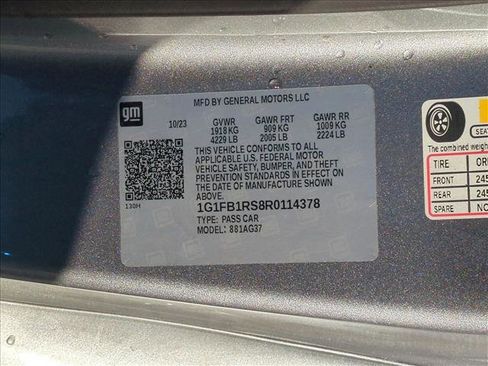 MFD BY GENERAL MOTORS LLC
gm
10/23 GVWR GAWR FRT GAWR RR
1918 KG 909 KG 1009 KG
4229 LB 2005 LB 2224 LB
THIS VEHICLE CONFORMS TO ALL
APPLICABLE U.S. FEDERAL MOTOR
VEHICLE SAFETY, BUMPER, AND THEFT
PREVENTION STANDARDS IN EFFECT ON
THE DATE OF MANUFACTURE SHOWN ABOVE.
130H
1G1FB1RS8R0114378
TYPE: PASS CAR
MODEL: 881AG37
The combined weigh
TIRE
FRONT 245
REAR 245
SPARE